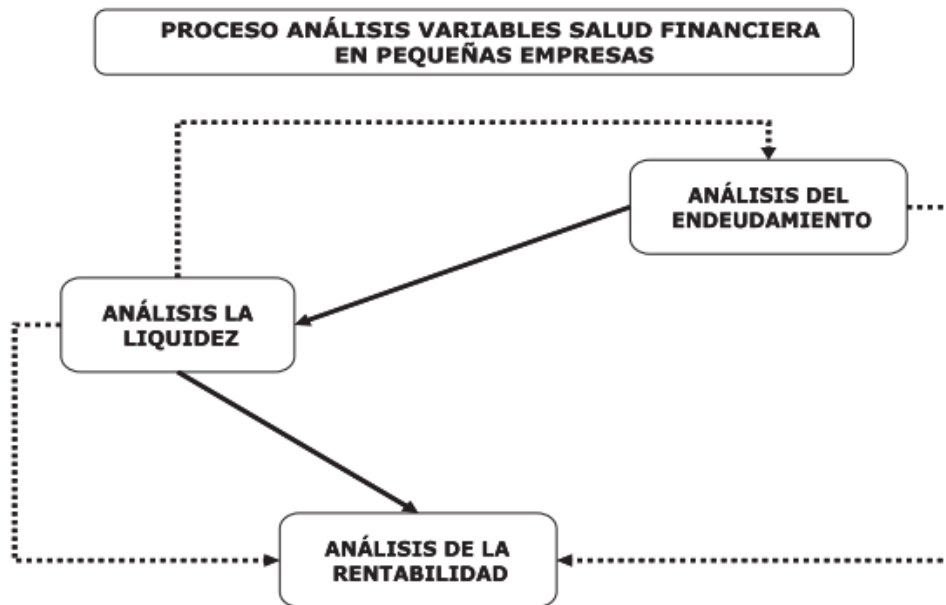 PROCESO ANÁLISIS VARIABLES SALUD FINANCIERA
EN PEQUEÑAS EMPRESAS
ANÁLISIS DEL
ENDEUDAMIENTO
ANÁLISIS LA
LIQUIDEZ
ANÁLISIS DE LA
RENTABILIDAD